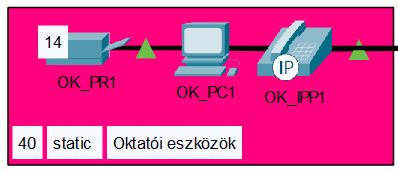 14
OK_PR1
OK_PC1
IP
OK_IPP1
40 static Oktatói eszközök